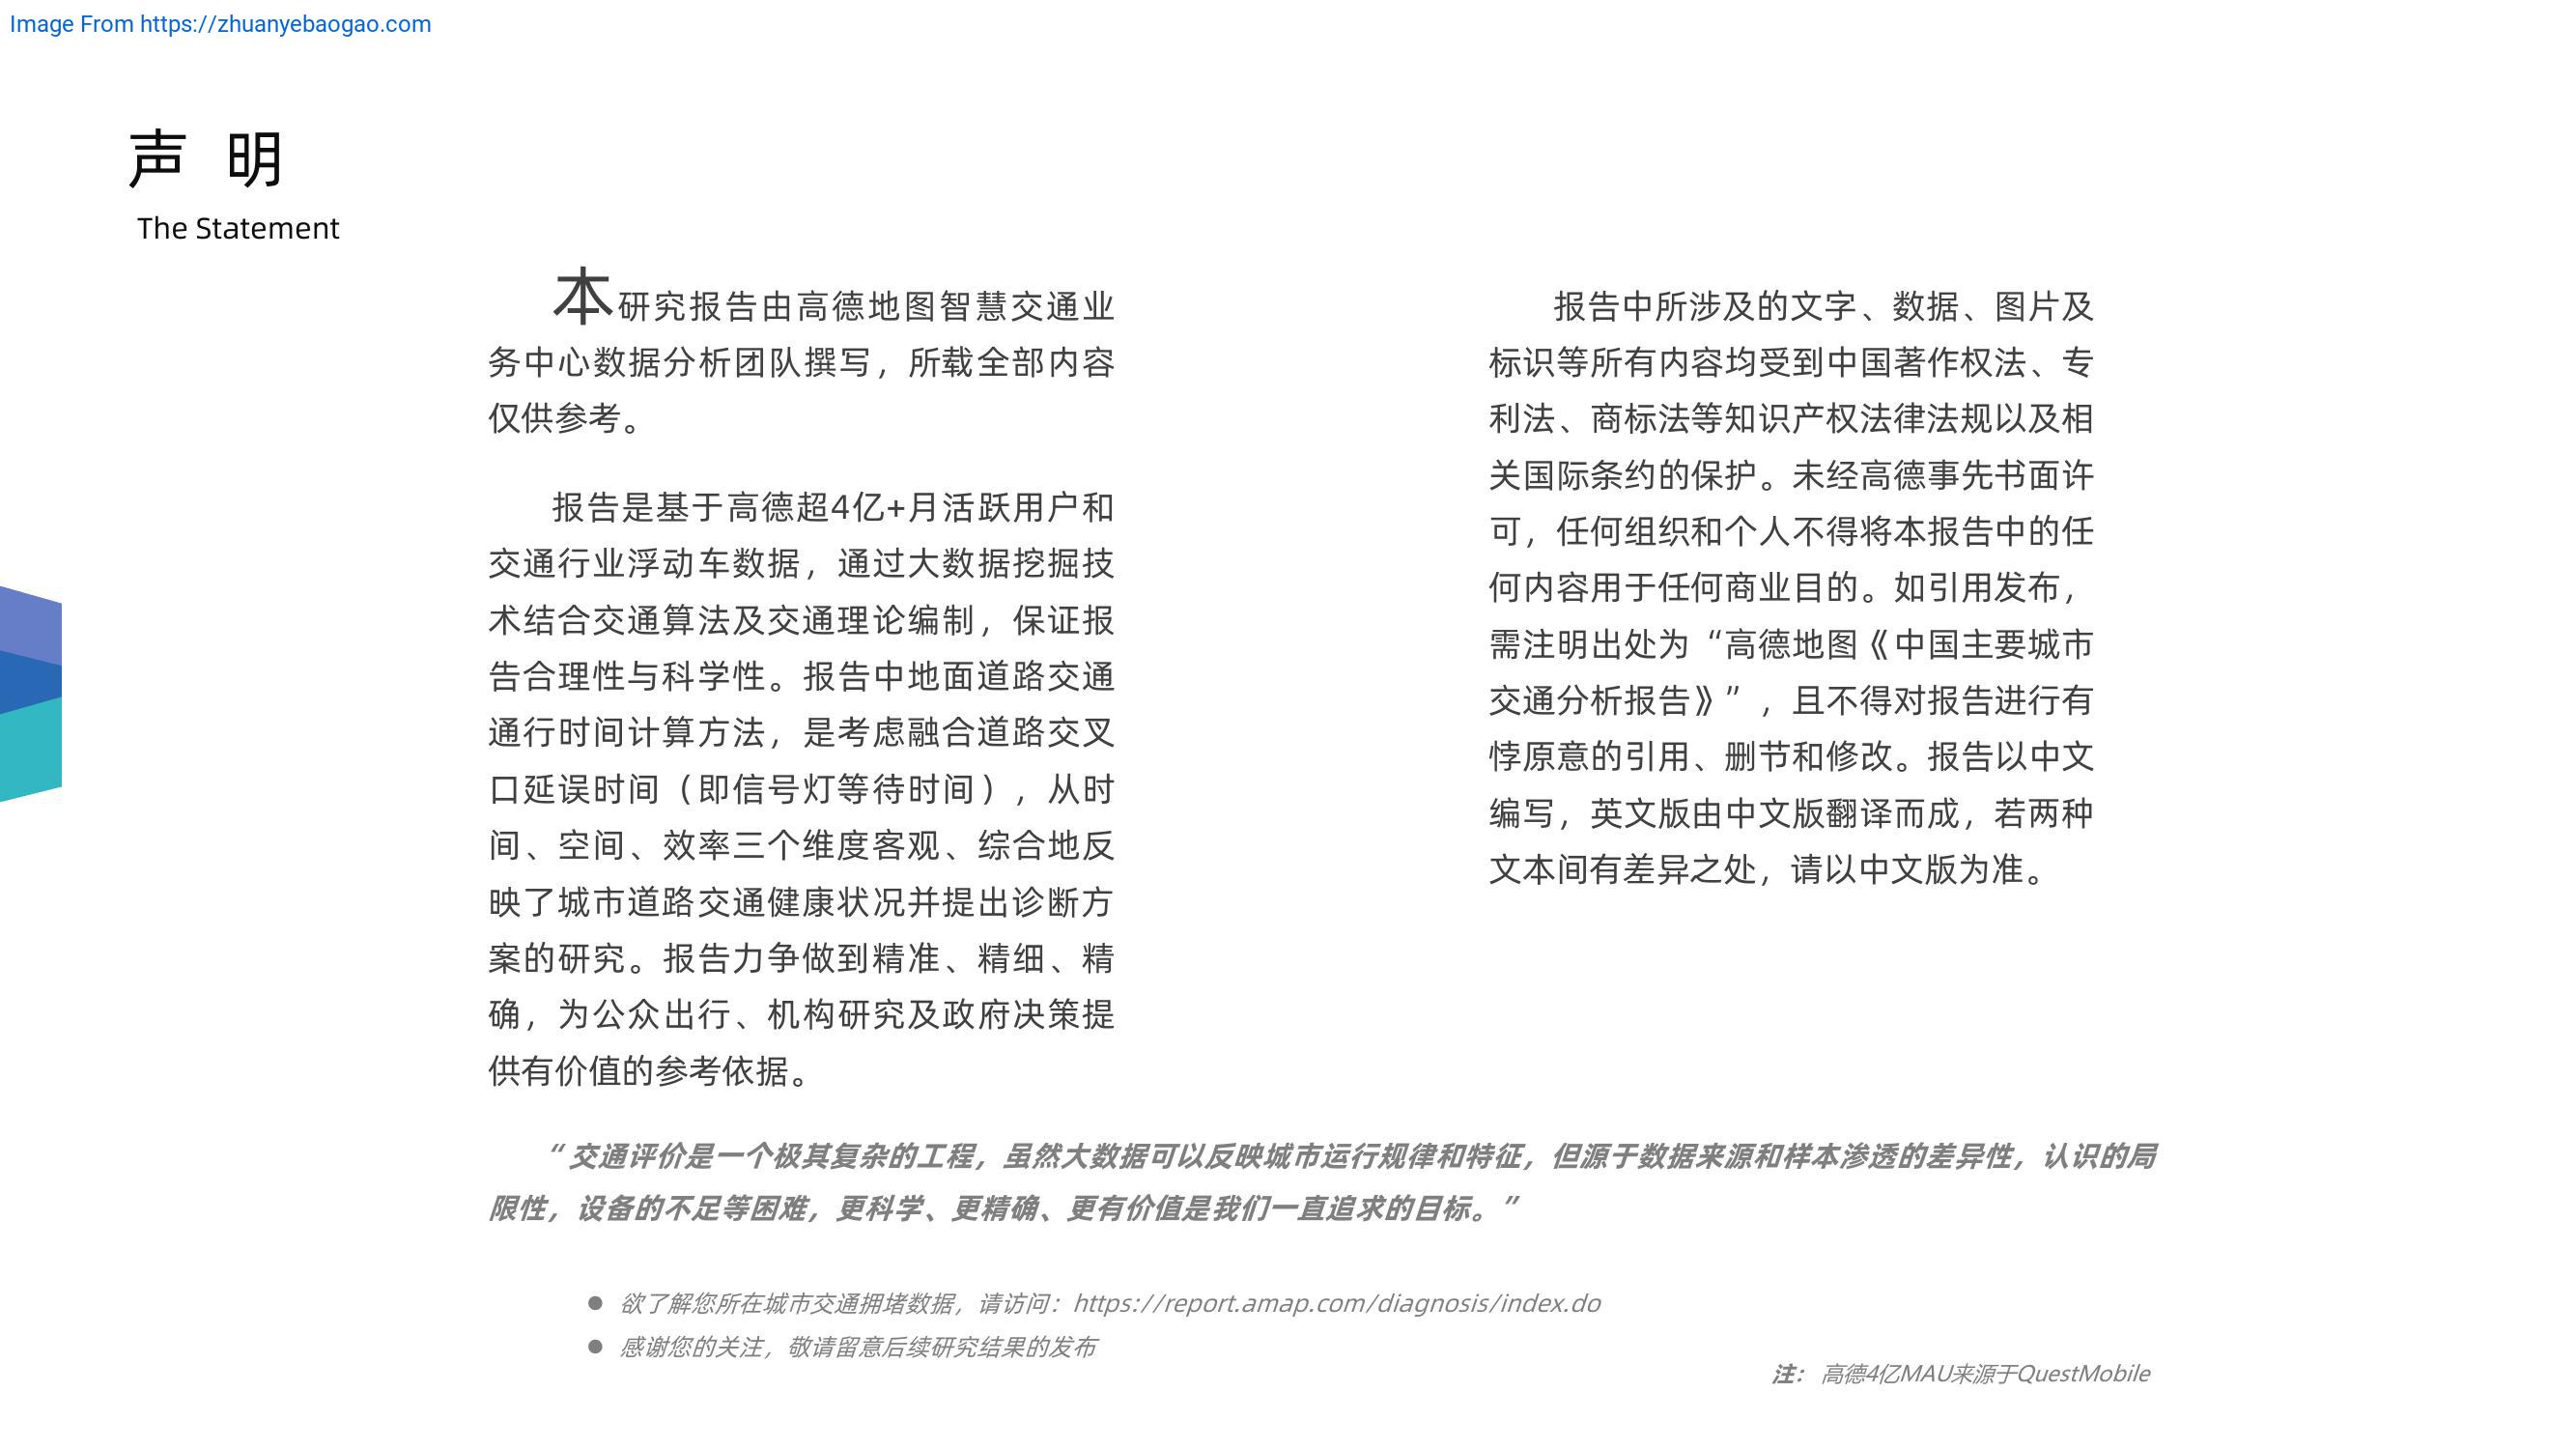 Image From https://zhuanyebaogao.com
声 明
The Statement
本研究报告由高德地图智慧交通业
务中心数据分析团队撰写，所载全部内容
仅供参考。
报告是基于高德超4亿+月活跃用户和
交通行业浮动车数据，通过大数据挖掘技
术结合交通算法及交通理论编制，保证报
告合理性与科学性。报告中地面道路交通
通行时间计算方法，是考虑融合道路交叉
口延误时间（即信号灯等待时间），从时
间、空间、效率三个维度客观、综合地反
映了城市道路交通健康状况并提出诊断方
案的研究。报告力争做到精准、精细、精
确，为公众出行、机构研究及政府决策提
供有价值的参考依据。
报告中所涉及的文字、数据、图片及
标识等所有内容均受到中国著作权法、专
利法、商标法等知识产权法律法规以及相
关国际条约的保护。未经高德事先书面许
可，任何组织和个人不得将本报告中的任
何内容用于任何商业目的。如引用发布，
需注明出处为“高德地图《中国主要城市
交通分析报告》”，且不得对报告进行有
悖原意的引用、删节和修改。报告以中文
编写，英文版由中文版翻译而成，若两种
文本间有差异之处，请以中文版为准。
“交通评价是一个极其复杂的工程，虽然大数据可以反映城市运行规律和特征，但源于数据来源和样本渗透的差异性，认识的局
限性，设备的不足等困难，更科学、更精确、更有价值是我们一直追求的目标。”
● 欲了解您所在城市交通拥堵数据，请访问：https://report.amap.com/diagnosis/index.do
● 感谢您的关注，敬请留意后续研究结果的发布
注： 高德4亿MAU来源于QuestMobile